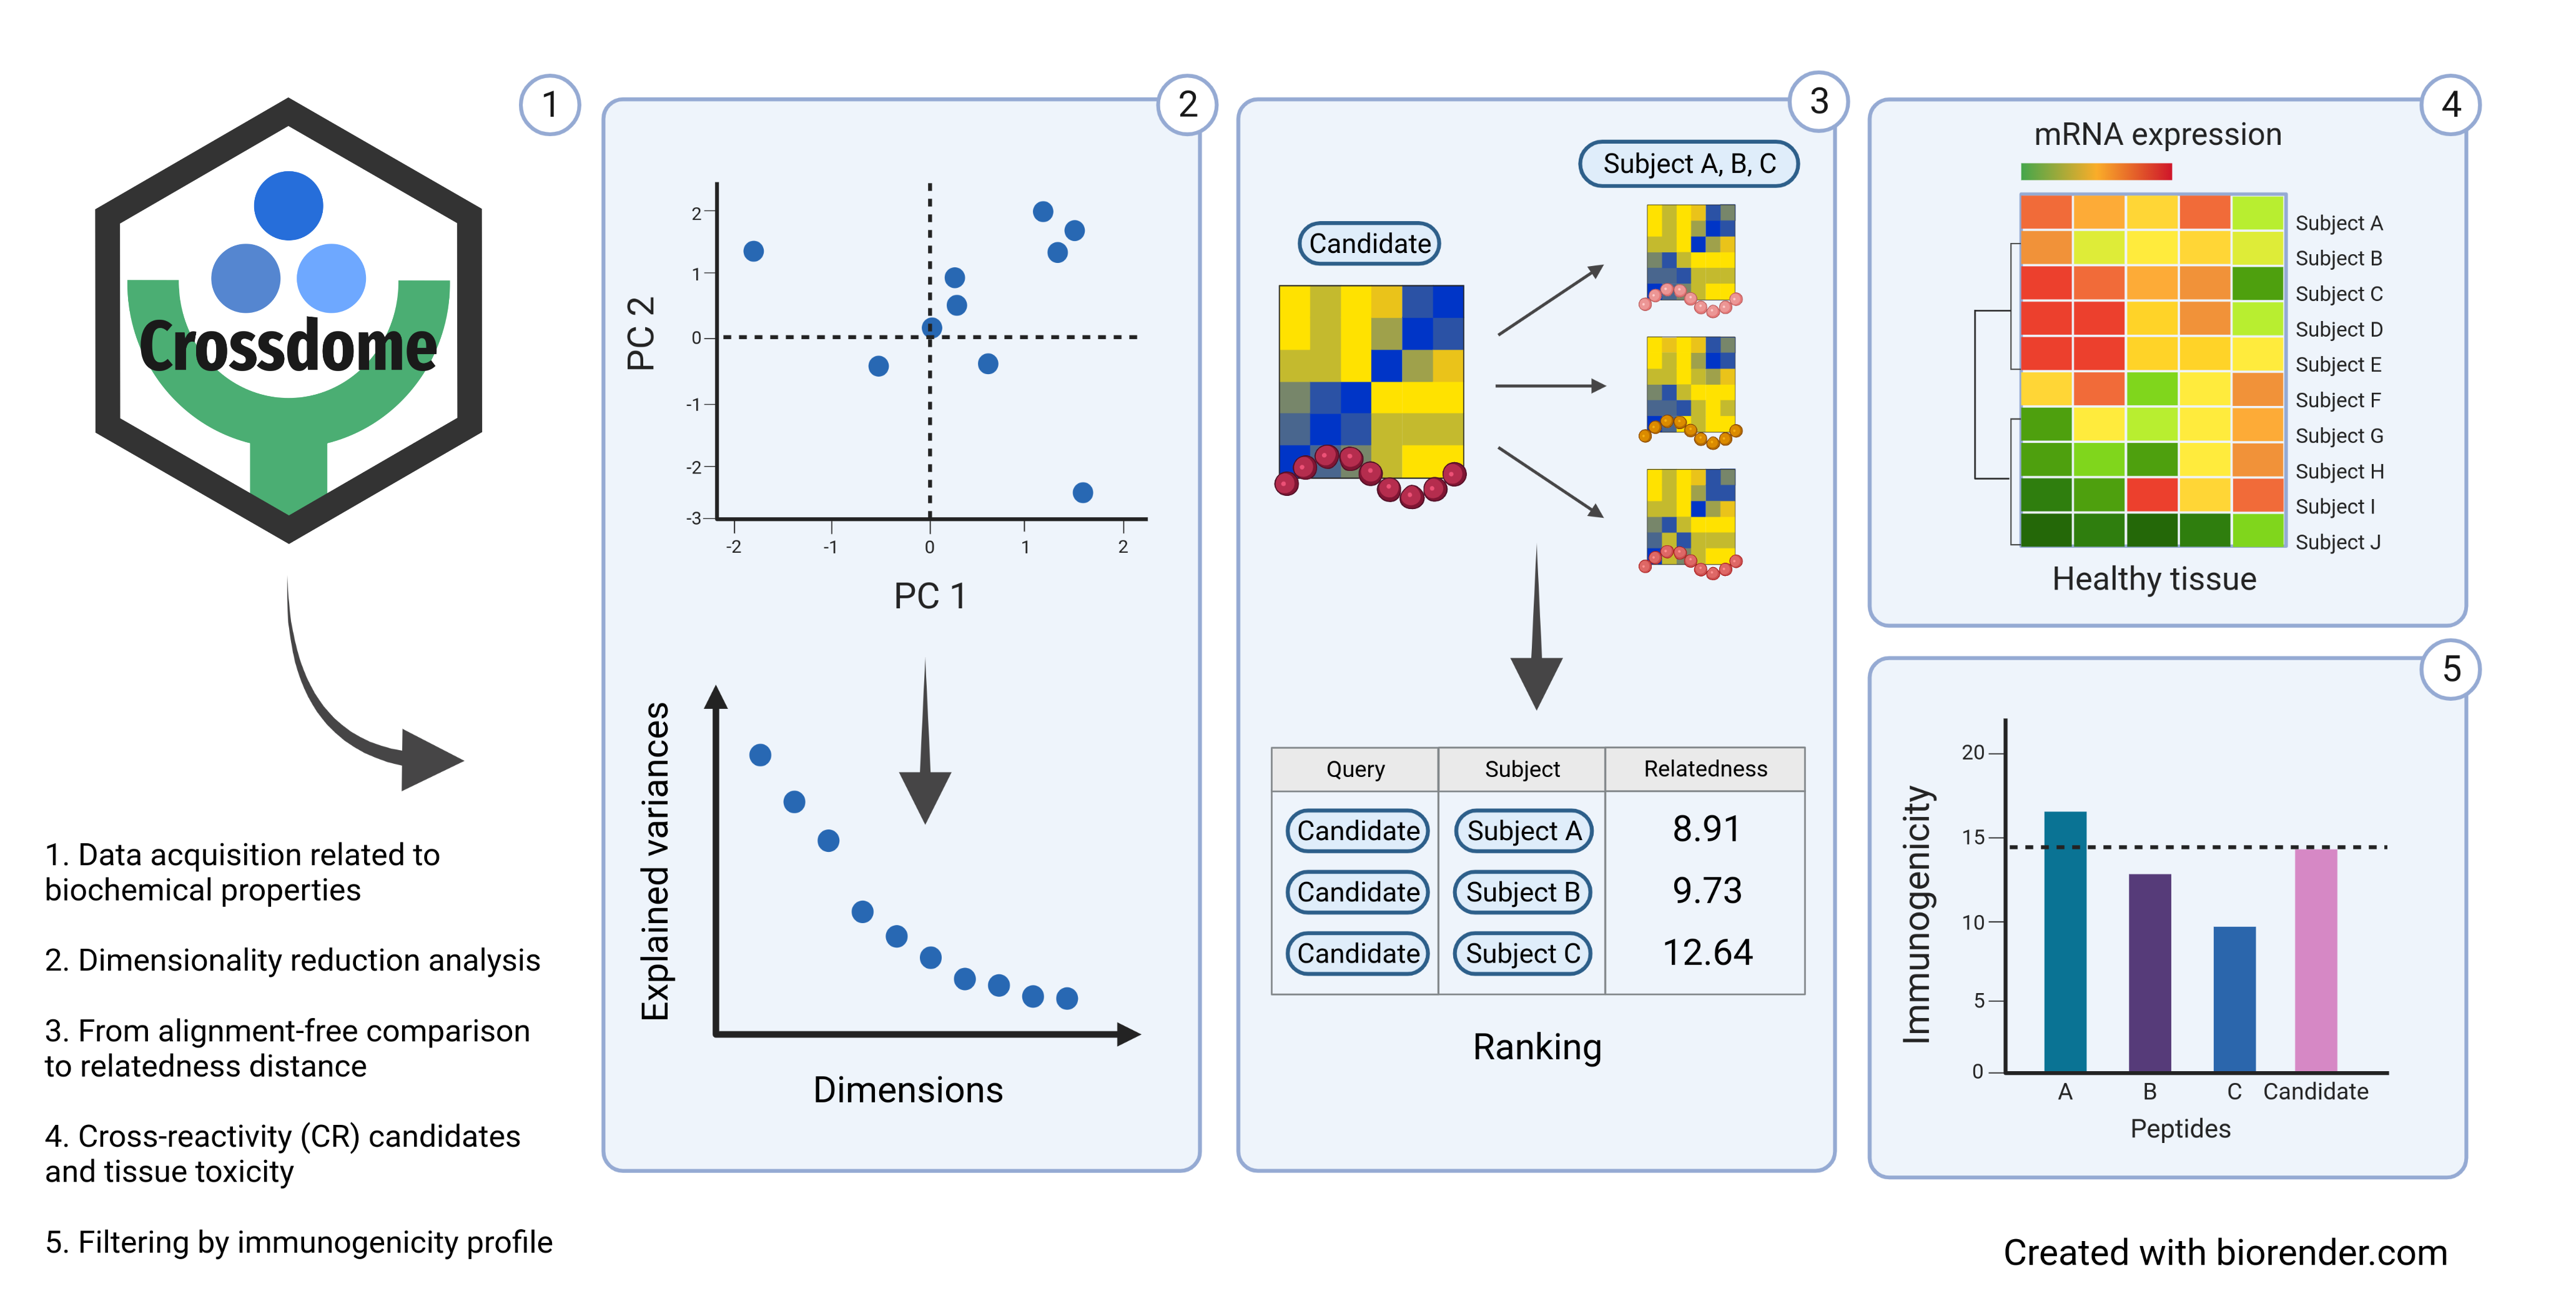 1
Crossdome
1. Data acquisition related to
biochemical properties
2. Dimensionality reduction analysis
3. From alignment-free comparison
to relatedness distance
4. Cross-reactivity (CR) candidates
and tissue toxicity
5. Filtering by immunogenicity profile
2
PC 2
2
1
0
-1
-2
-3
-2 -1 0 1 2
PC 1
Explained variances
Dimensions
3
Subject A, B, C
Candidate
Query Subject Relatedness
Candidate Subject A 8.91
Candidate Subject B 9.73
Candidate Subject C 12.64
Ranking
4
mRNA expression
Subject A
Subject B
Subject C
Subject D
Subject E
Subject F
Subject G
Subject H
Subject I
Subject J
Healthy tissue
5
Immunogenicity
20
15
10
5
0
A B C Candidate
Peptides
Created with biorender.com